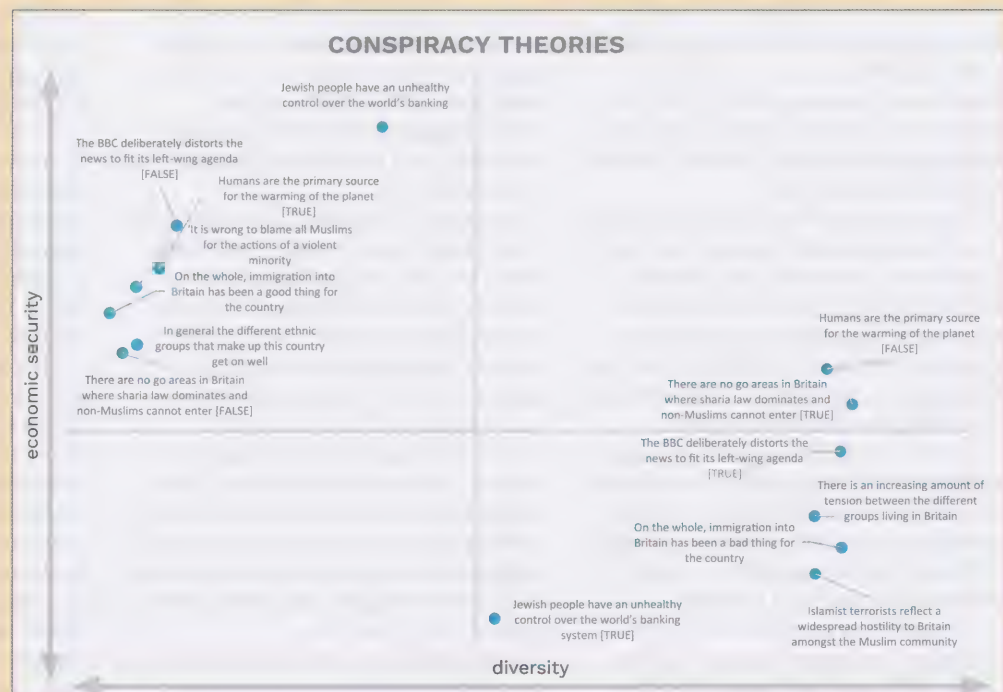 CONSPIRACY THEORIES
Jewish people have an unhealthy
control over the world's banking
The BBC deliberately distorts the
news to fit its left-wing agenda
[FALSE]
Humans are the primary source
for the warming of the planet
[TRUE]
'It is wrong to blame all Muslims
for the actions of a violent
minority
On the whole, immigration into
Britain has been a good thing for
the country
In general the different ethnic
groups that make up this country
get on well
There are no go areas in Britain
where sharia law dominates and
non-Muslims cannot enter [FALSE]
economic security
Humans are the primary source
for the warming of the planet
[FALSE]
There are no go areas in Britain
where sharia law dominates and
non-Muslims cannot enter [TRUE]
The BBC deliberately distorts the
news to fit its left-wing agenda
[TRUE]
There is an increasing amount of
tension between the different
groups living in Britain
On the whole, immigration into
Britain has been a bad thing for
the country
Islamist terrorists reflect a
widespread hostility to Britain
amongst the Muslim community
Jewish people have an unhealthy
control over the world's banking
system [TRUE]
diversity